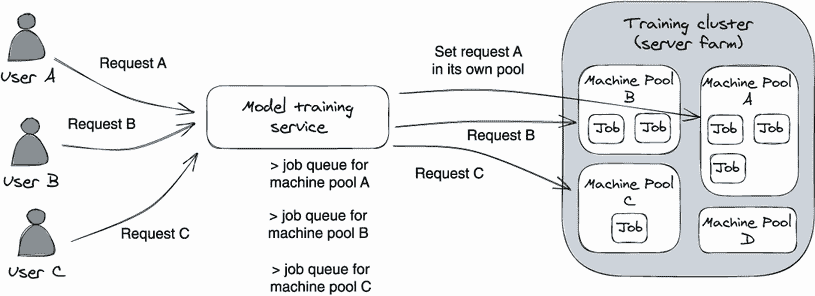 User A
Request A
User B
Request B
User C
Request C
Model training
service
> job queue for
machine pool A
> job queue for
machine pool B
> job queue for
machine pool C
Set request A
in its own pool
Request B
Request C
Training cluster
(server farm)
Machine Pool
B
Job
Job
Machine Pool
A
Job
Job
Job
Machine Pool
C
Job
Machine Pool
D